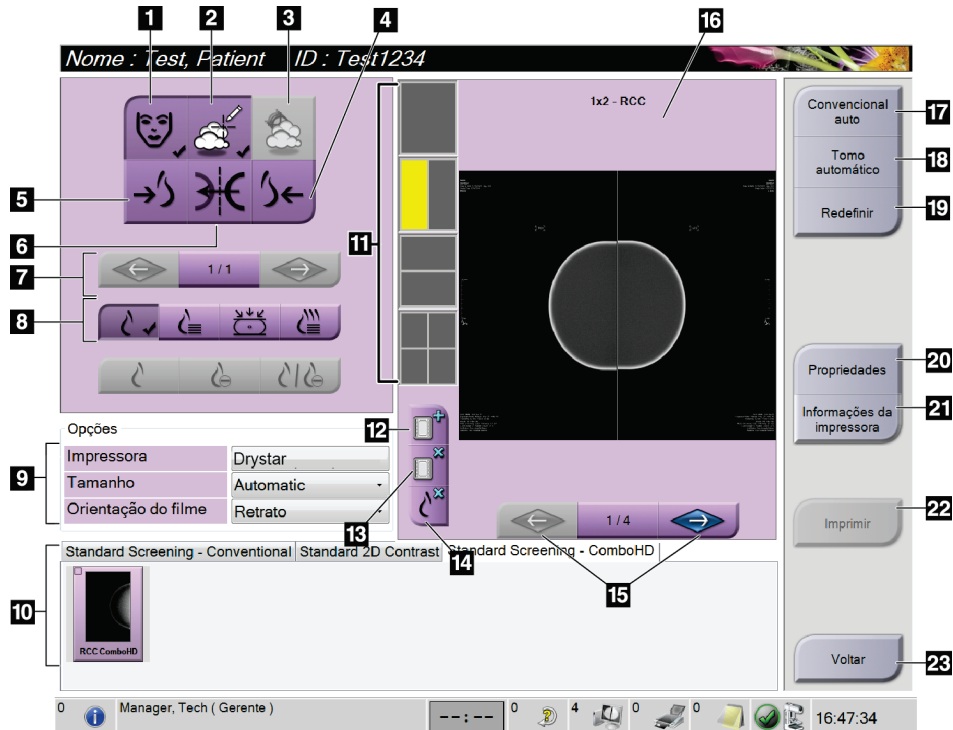 1
2
3
4
16
Nome : Test, Patient ID : Test1234
1x2 - RCC
Convencional
auto
17
Tomo
automático
18
5
Redefinir
19
6
11
7
1 / 1
8
Propriedades
20
Informações da
impressora
21
Opções
12
9
Impressora
Drystar
Tamanho
Automatic
Orientação do filme
Retrato
13
14
1 / 4
15
Imprimir
22
Standard Screening - Conventional
Standard 2D Contrast
Standard Screening - ComboHD
10
RCC ComboHD
Voltar
23
0
Manager, Tech ( Gerente )
--:--
0
4
0
0
16:47:34